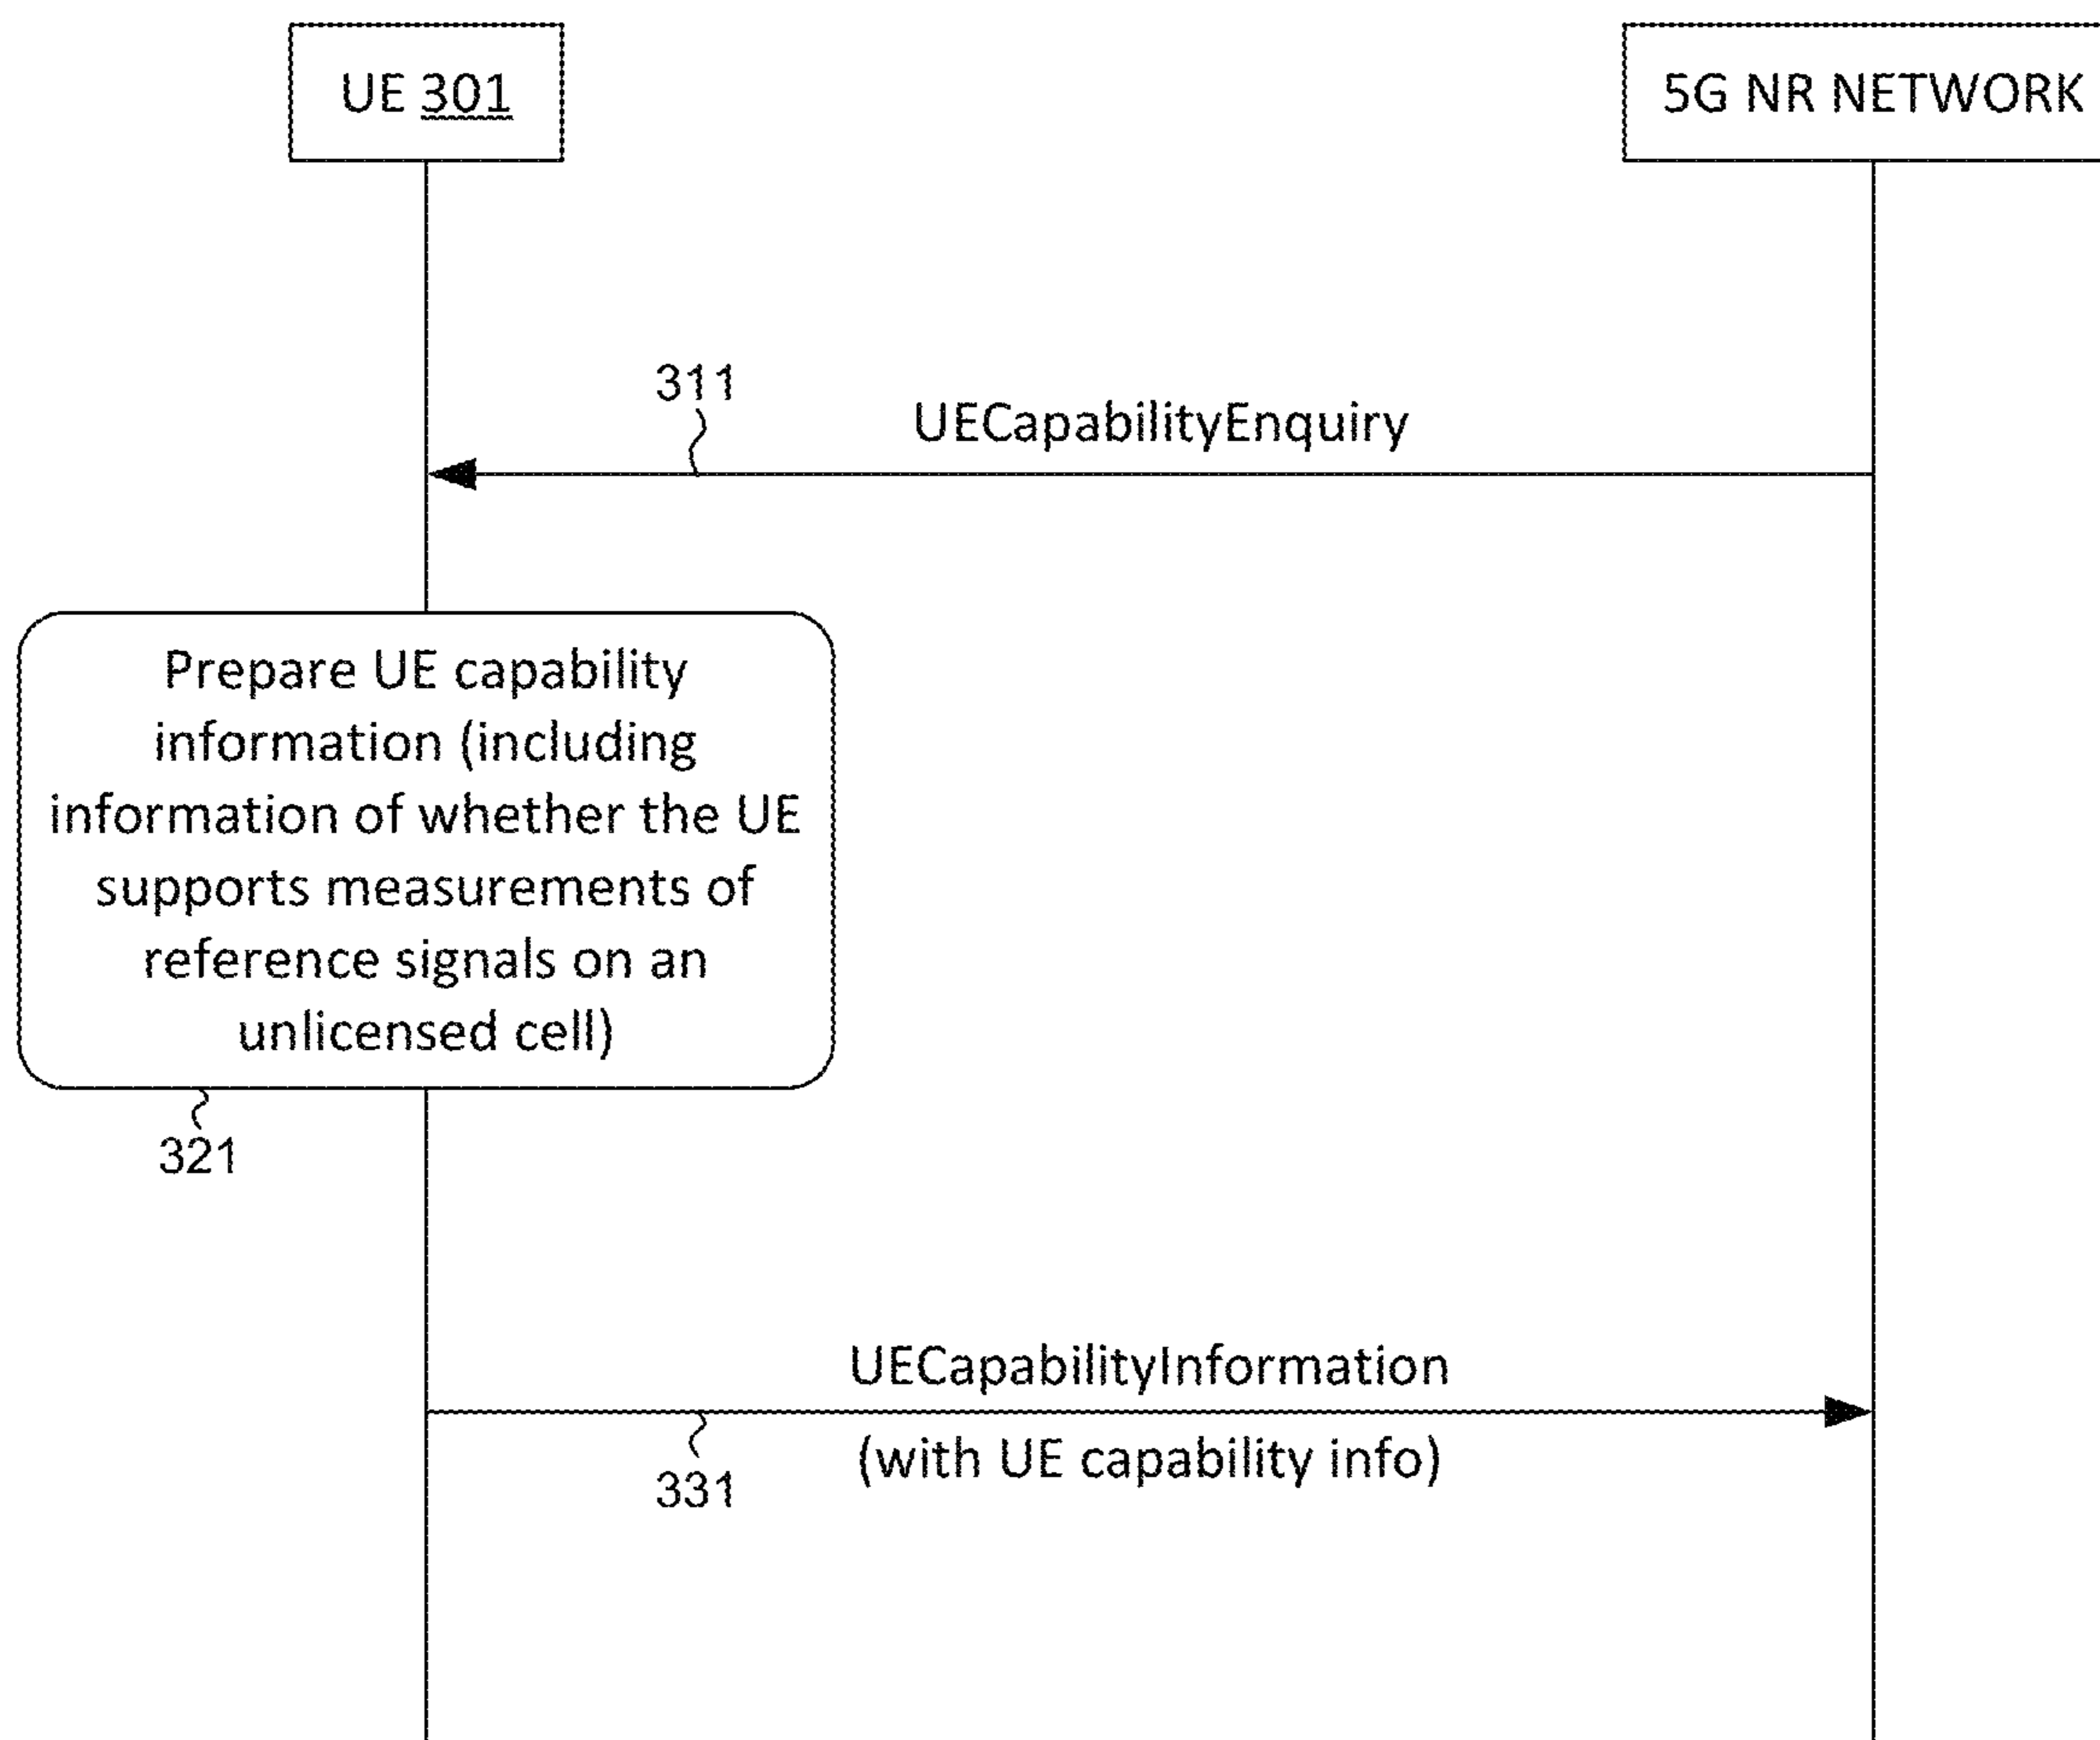 UE 301
5G NR NETWORK
311
UECapabilityEnquiry
Prepare UE capability
information (including
information of whether the UE
supports measurements of
reference signals on an
unlicensed cell)
321
UECapabilityInformation
(with UE capability info)
331